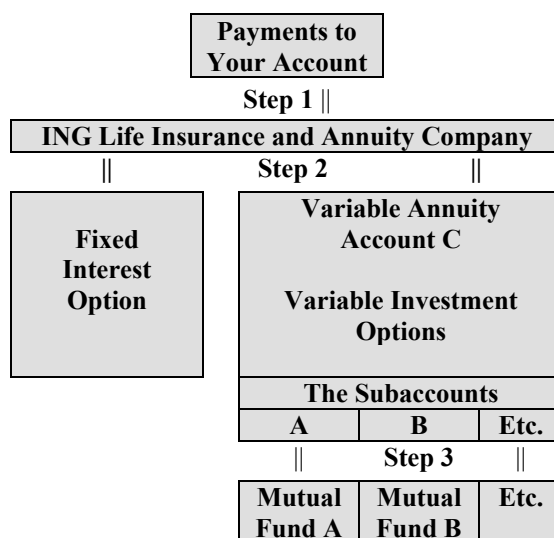 Payments to
Your Account
Step 1 ||
ING Life Insurance and Annuity Company
|| Step 2 ||
Fixed
Interest
Option
Variable Annuity
Account C
Variable Investment
Options
The Subaccounts
A B Etc.
|| Step 3 ||
Mutual
Fund A
Mutual
Fund B
Etc.